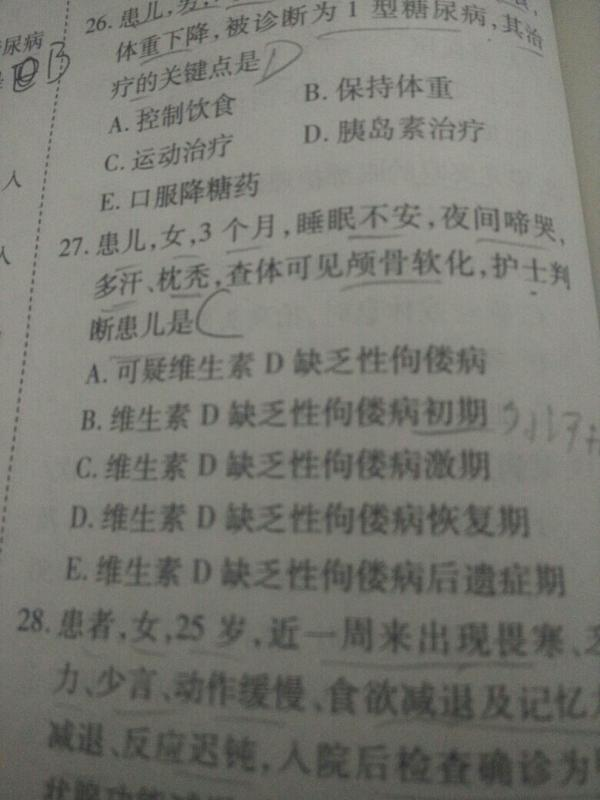 尿病
B
人
26. 患儿,男,
体重下降,被诊断为 1 型糖尿病,其治
疗的关键点是 D
A. 控制饮食
B. 保持体重
C. 运动治疗
D. 胰岛素治疗
E. 口服降糖药
27. 患儿,女,3 个月,睡眠不安,夜间啼哭,
多汗、枕秃,查体可见颅骨软化,护士判
断患儿是 C
A. 可疑维生素 D 缺乏性佝偻病
B. 维生素 D 缺乏性佝偻病初期
C. 维生素 D 缺乏性佝偻病激期
D. 维生素 D 缺乏性佝偻病恢复期
E. 维生素 D 缺乏性佝偻病后遗症期
28. 患者,女,25 岁,近一周来出现畏寒、
力、少言、动作缓慢、食欲减退及记忆
减退、反应迟钝,入院后检查确诊为
状腺功能减